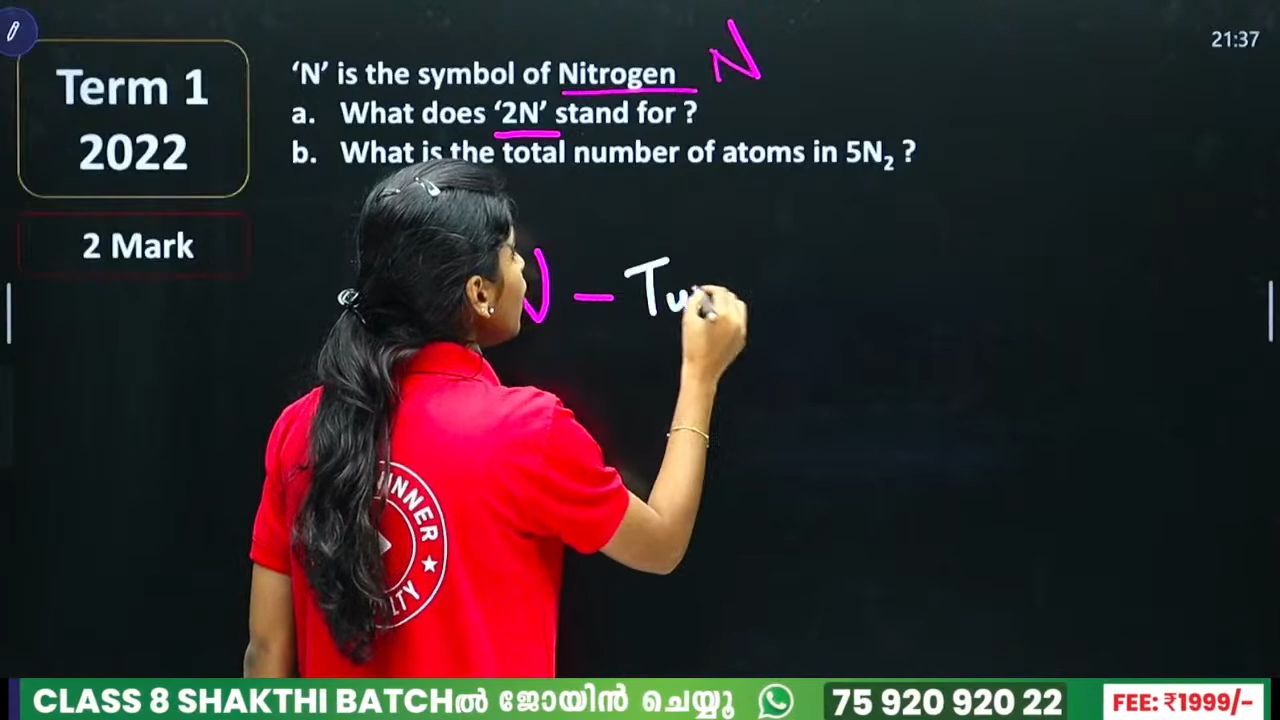 Term 1
2022
2 Mark
‘N’ is the symbol of Nitrogen N
a. What does ‘2N’ stand for ?
b. What is the total number of atoms in 5N₂ ?
21:37
N – Tw
CLASS 8 SHAKTHI BATCHൽ ജോയിൻ ചെയ്യൂ 75 920 920 22 FEE: ₹1999/-